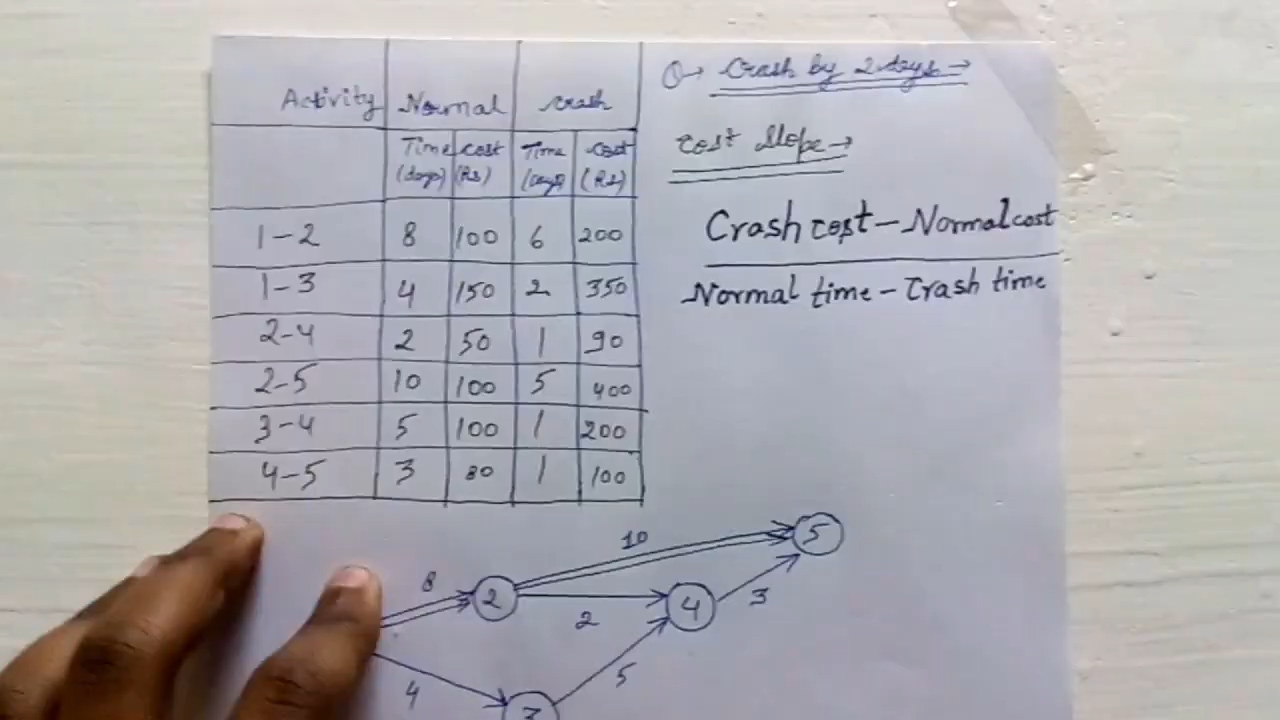 Activity Normal Crash
Time cost Time cost
(days) (Rs) (days) (Rs)
1-2 8 100 6 200
1-3 4 150 2 350
2-4 2 50 1 90
2-5 10 100 5 400
3-4 5 100 1 200
4-5 3 80 1 100
Q→ Crash by 2 days→
Cost Slope→
Crash cost - Normal cost
Normal time - Crash time
10
5
8
2
4
3
2
5
4
3